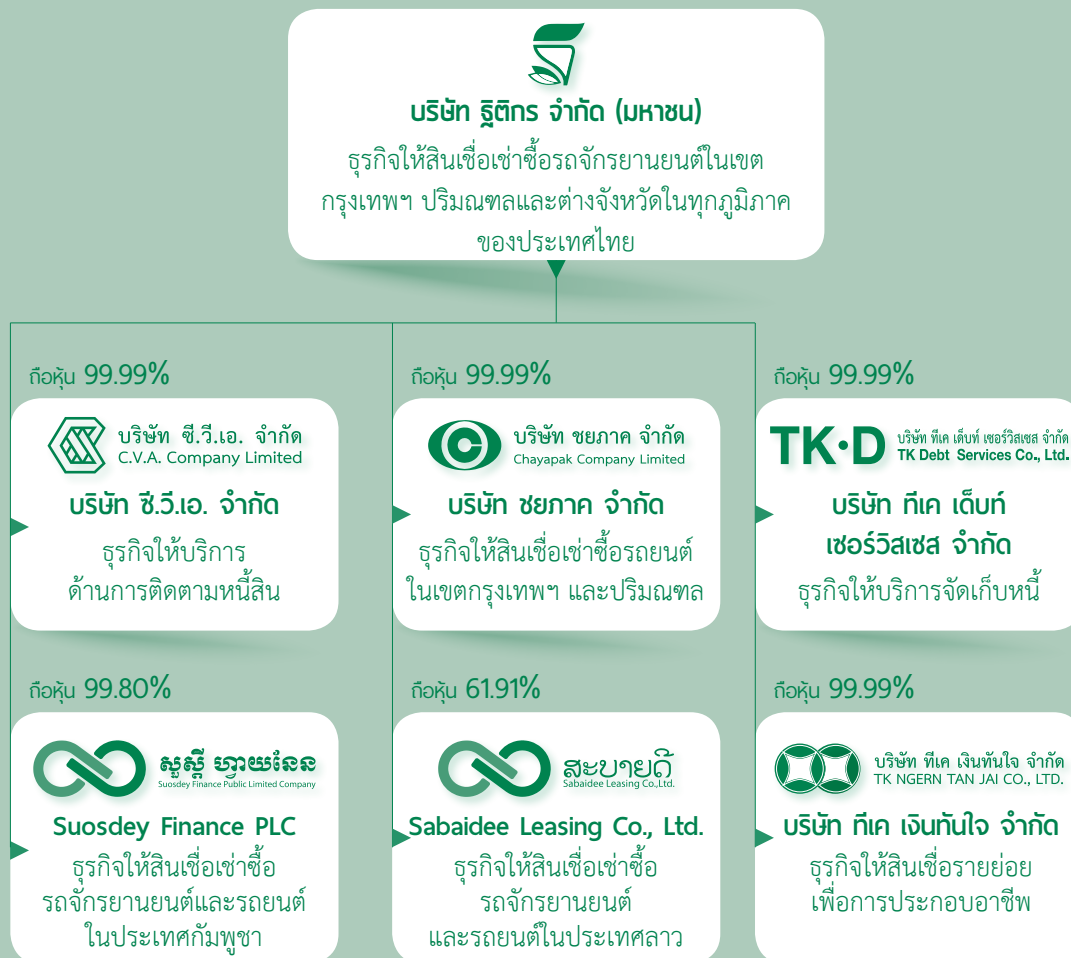 บริษัท ฐิติกร จำกัด (มหาชน)
ธุรกิจให้สินเชื่อเช่าซื้อรถจักรยานยนต์ในเขต
กรุงเทพฯ ปริมณฑลและต่างจังหวัดในทุกภูมิภาค
ของประเทศไทย
ถือหุ้น 99.99%
บริษัท ซี.วี.เอ. จำกัด
C.V.A. Company Limited
บริษัท ซี.วี.เอ. จำกัด
ธุรกิจให้บริการ
ด้านการติดตามหนี้สิน
ถือหุ้น 99.99%
บริษัท ชยภาค จำกัด
Chayapak Company Limited
บริษัท ชยภาค จำกัด
ธุรกิจให้สินเชื่อเช่าซื้อรถยนต์
ในเขตกรุงเทพฯ และปริมณฑล
ถือหุ้น 99.99%
TK·D
บริษัท ทีเค เด็บท์ เซอร์วิสเซส จำกัด
TK Debt Services Co., Ltd.
บริษัท ทีเค เด็บท์
เซอร์วิสเซส จำกัด
ธุรกิจให้บริการจัดเก็บหนี้
ถือหุ้น 99.80%
សួស្តី ហ្វាយនែន
Suosdey Finance Public Limited Company
Suosdey Finance PLC
ธุรกิจให้สินเชื่อเช่าซื้อ
รถจักรยานยนต์และรถยนต์
ในประเทศกัมพูชา
ถือหุ้น 61.91%
ສະບາຍດີ
Sabaidee Leasing Co.,Ltd.
Sabaidee Leasing Co., Ltd.
ธุรกิจให้สินเชื่อเช่าซื้อ
รถจักรยานยนต์
และรถยนต์ในประเทศลาว
ถือหุ้น 99.99%
บริษัท ทีเค เงินทันใจ จำกัด
TK NGERN TAN JAI CO., LTD.
บริษัท ทีเค เงินทันใจ จำกัด
ธุรกิจให้สินเชื่อรายย่อย
เพื่อการประกอบอาชีพ